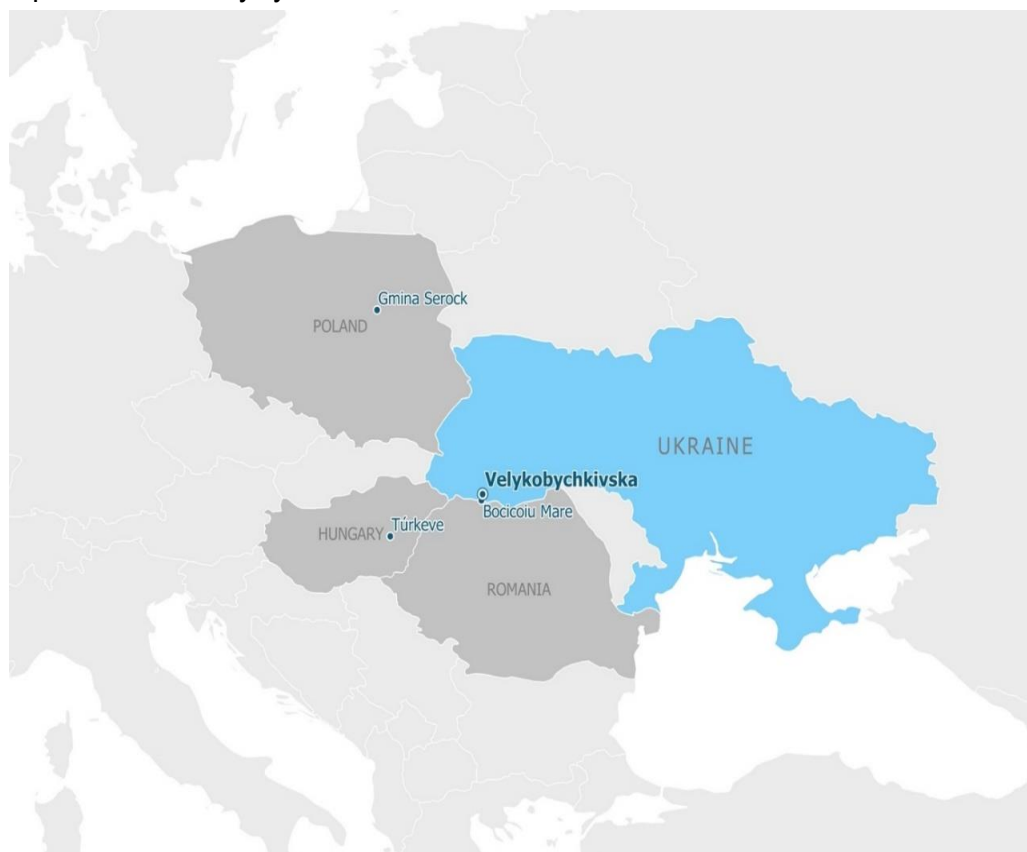 Gmina Serock
POLAND
UKRAINE
Velykobychkivska
Bocicoiu Mare
Túrkeve
HUNGARY
ROMANIA